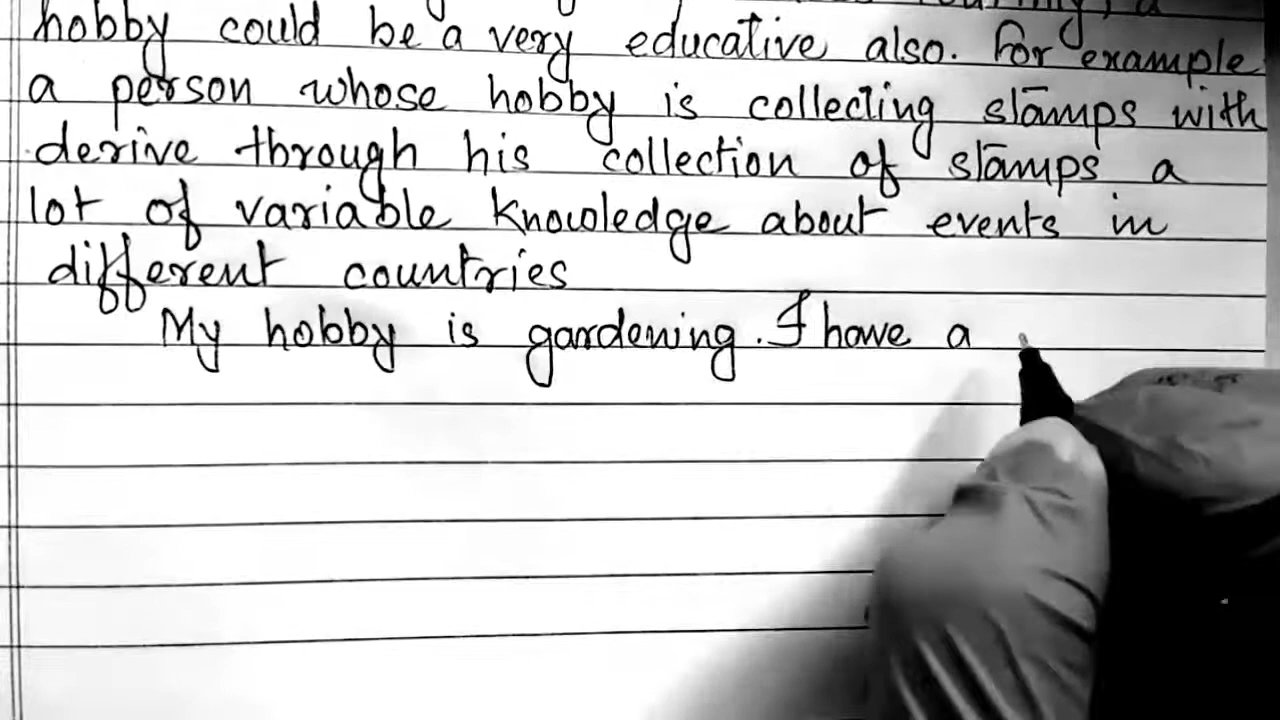 a
hobby could be a very educative also. For example
a person whose hobby is collecting stamps with
derive through his collection of stamps a
lot of variable knowledge about events in
different countries
My hobby is gardening. I have a